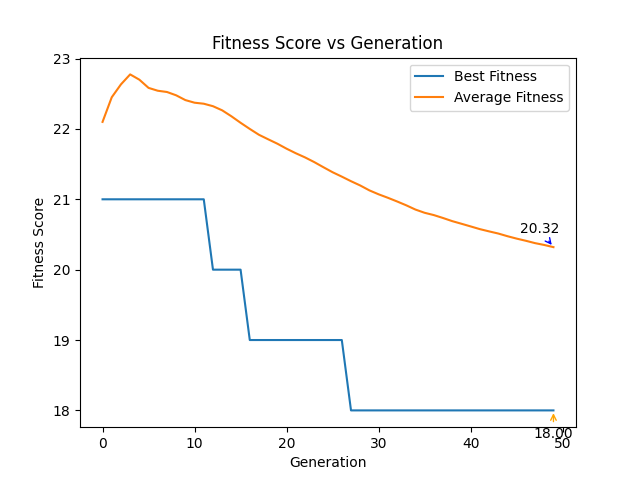 Fitness Score vs Generation
23
22
21
20
19
18
Fitness Score
Best Fitness
Average Fitness
20.32
18.00
0
10
20
30
40
50
Generation